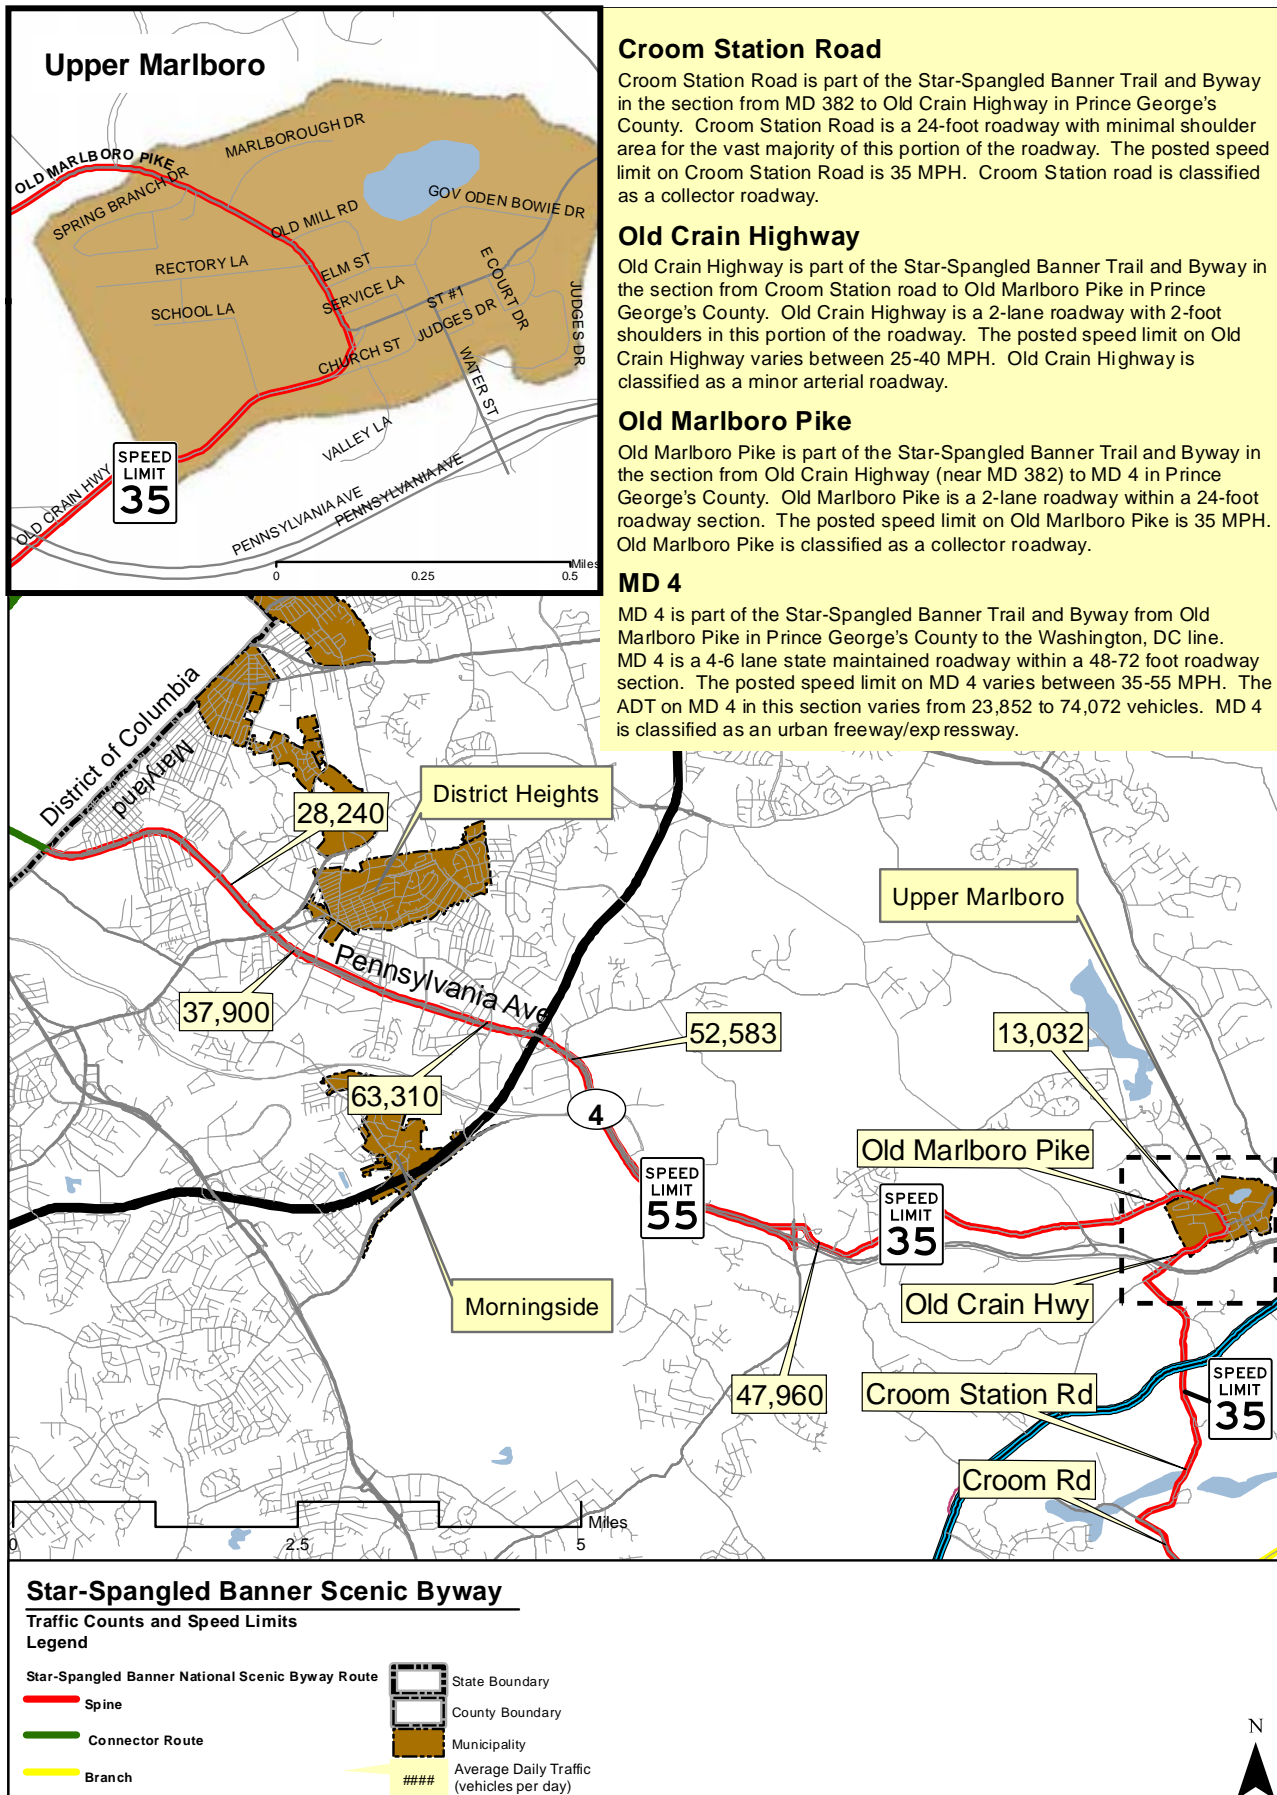 Upper Marlboro
OLD MARLBORO PIKE
MARLBOROUGH DR
SPRING BRANCH DR
GOV ODEN BOWIE DR
OLD MILL RD
RECTORY LA
ELM ST
E COURT DR
SERVICE LA
ST #1
JUDGES DR
SCHOOL LA
JUDGES DR
CHURCH ST
WATER ST
VALLEY LA
SPEED
LIMIT
35
OLD CRAIN HWY
PENNSYLVANIA AVE
PENNSYLVANIA AVE
Miles
0 0.25 0.5
Croom Station Road
Croom Station Road is part of the Star-Spangled Banner Trail and Byway
in the section from MD 382 to Old Crain Highway in Prince George's
County. Croom Station Road is a 24-foot roadway with minimal shoulder
area for the vast majority of this portion of the roadway. The posted speed
limit on Croom Station Road is 35 MPH. Croom Station road is classified
as a collector roadway.
Old Crain Highway
Old Crain Highway is part of the Star-Spangled Banner Trail and Byway in
the section from Croom Station road to Old Marlboro Pike in Prince
George's County. Old Crain Highway is a 2-lane roadway with 2-foot
shoulders in this portion of the roadway. The posted speed limit on Old
Crain Highway varies between 25-40 MPH. Old Crain Highway is
classified as a minor arterial roadway.
Old Marlboro Pike
Old Marlboro Pike is part of the Star-Spangled Banner Trail and Byway in
the section from Old Crain Highway (near MD 382) to MD 4 in Prince
George's County. Old Marlboro Pike is a 2-lane roadway within a 24-foot
roadway section. The posted speed limit on Old Marlboro Pike is 35 MPH.
Old Marlboro Pike is classified as a collector roadway.
MD 4
MD 4 is part of the Star-Spangled Banner Trail and Byway from Old
Marlboro Pike in Prince George's County to the Washington, DC line.
MD 4 is a 4-6 lane state maintained roadway within a 48-72 foot roadway
section. The posted speed limit on MD 4 varies between 35-55 MPH. The
ADT on MD 4 in this section varies from 23,852 to 74,072 vehicles. MD 4
is classified as an urban freeway/expressway.
District of Columbia
Maryland
District Heights
28,240
Upper Marlboro
Pennsylvania Ave
37,900
52,583
13,032
63,310
4
Old Marlboro Pike
SPEED
LIMIT
55
SPEED
LIMIT
35
Morningside
Old Crain Hwy
47,960
Croom Station Rd
SPEED
LIMIT
35
Croom Rd
Miles
0 2.5 5
Star-Spangled Banner Scenic Byway
Traffic Counts and Speed Limits
Legend
Star-Spangled Banner National Scenic Byway Route
Spine
Connector Route
Branch
State Boundary
County Boundary
Municipality
#### Average Daily Traffic
(vehicles per day)
N